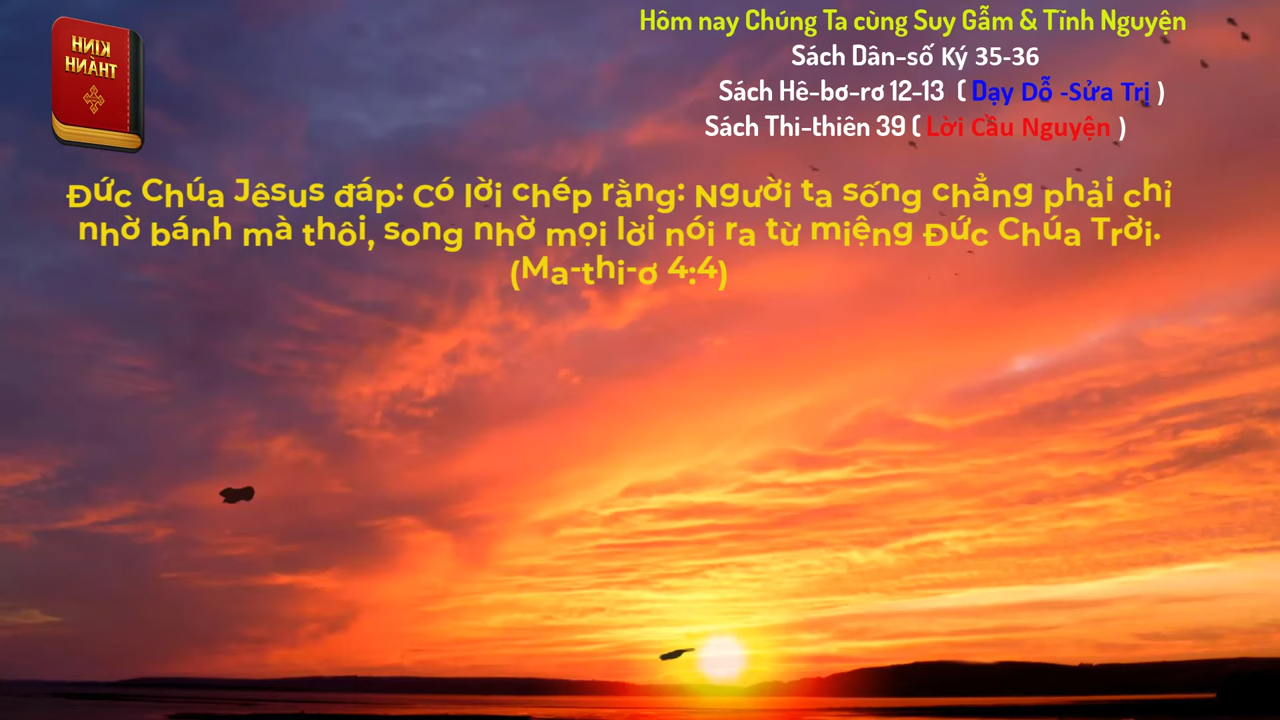 KINH
THÁNH
Hôm nay Chúng Ta cùng Suy Gẫm & Tĩnh Nguyện
Sách Dân-số Ký 35-36
Sách Hê-bơ-rơ 12-13 ( Dạy Dỗ -Sửa Trị )
Sách Thi-thiên 39 ( Lời Cầu Nguyện )
Đức Chúa Jêsus đáp: Có lời chép rằng: Người ta sống chẳng phải chỉ
nhờ bánh mà thôi, song nhờ mọi lời nói ra từ miệng Đức Chúa Trời.
(Ma-thi-ơ 4:4)